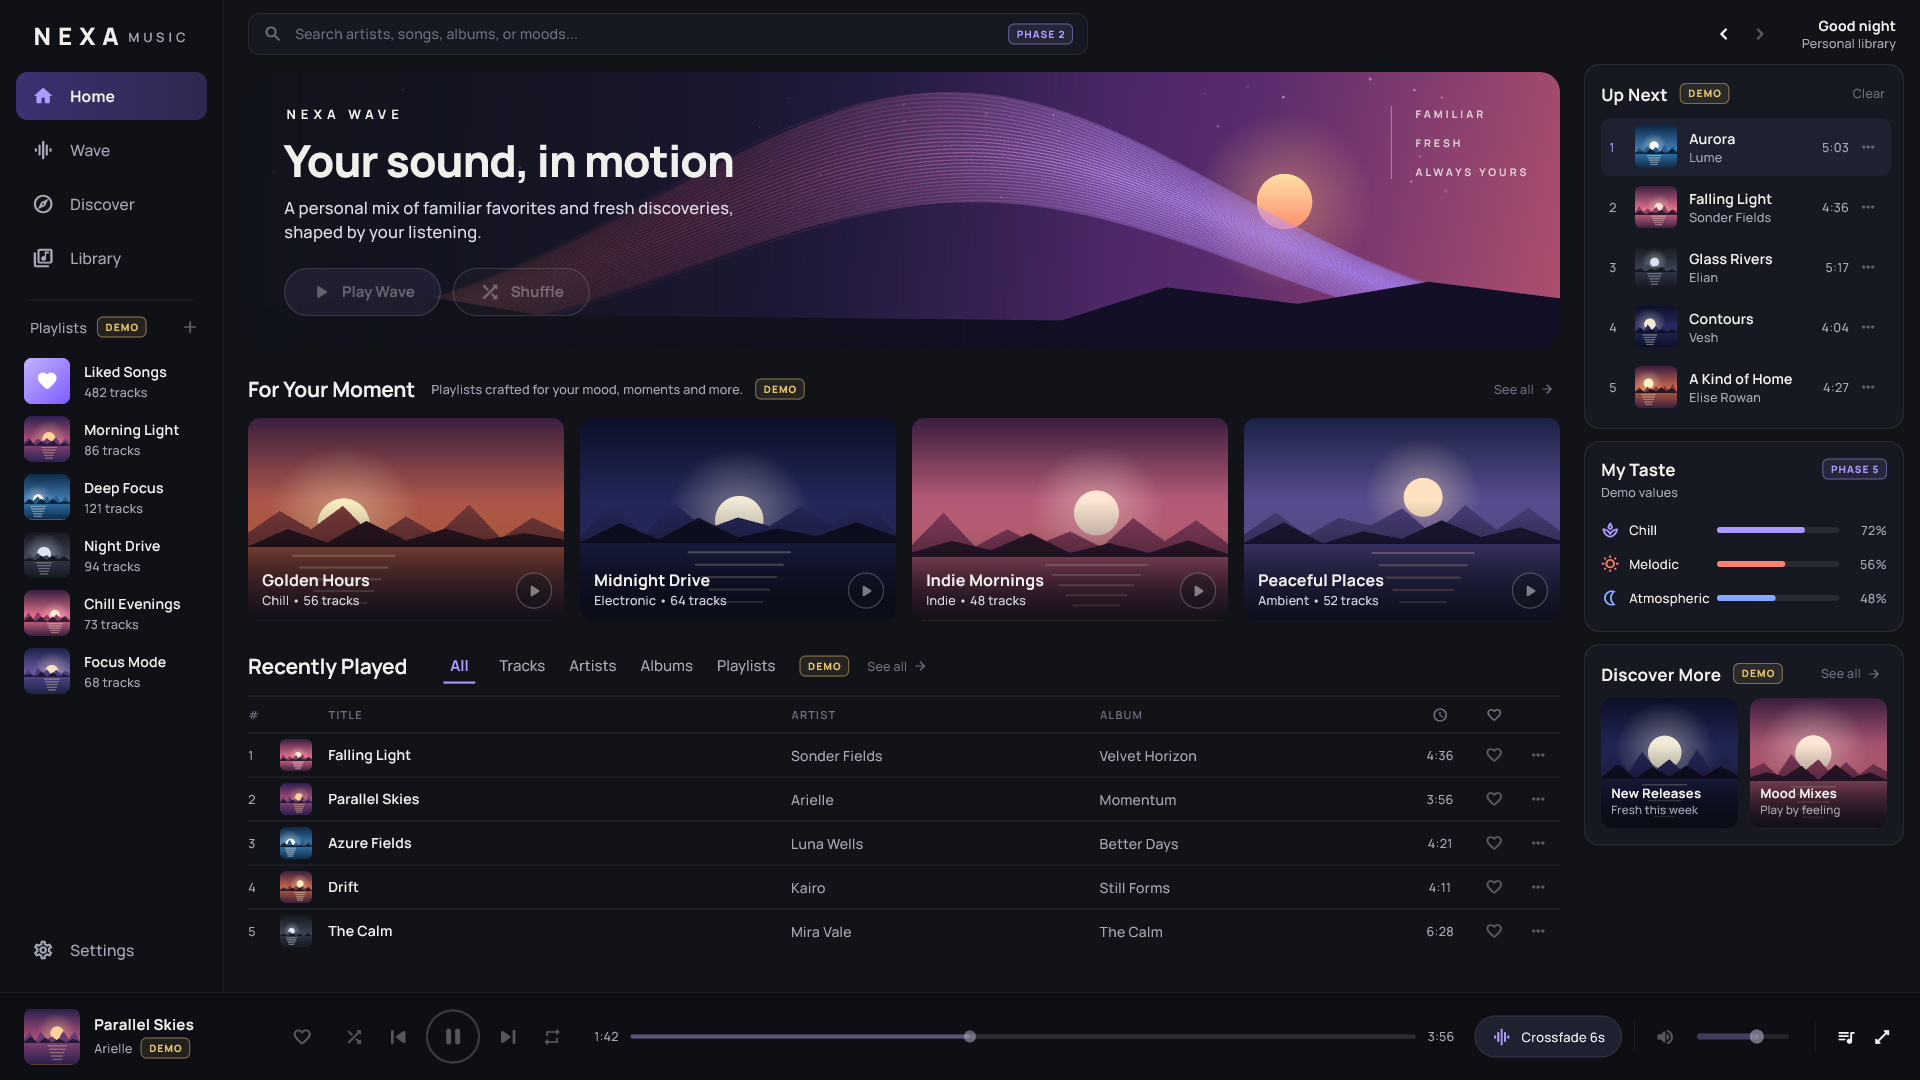 NEXA MUSIC
Home
Wave
Discover
Library
Playlists DEMO
Liked Songs
482 tracks
Morning Light
86 tracks
Deep Focus
121 tracks
Night Drive
94 tracks
Chill Evenings
73 tracks
Focus Mode
68 tracks
Settings
Search artists, songs, albums, or moods... PHASE 2
Good night
Personal library
NEXA WAVE
Your sound, in motion
A personal mix of familiar favorites and fresh discoveries,
shaped by your listening.
Play Wave Shuffle
FAMILIAR
FRESH
ALWAYS YOURS
For Your Moment Playlists crafted for your mood, moments and more. DEMO See all
Golden Hours
Chill • 56 tracks
Midnight Drive
Electronic • 64 tracks
Indie Mornings
Indie • 48 tracks
Peaceful Places
Ambient • 52 tracks
Recently Played All Tracks Artists Albums Playlists DEMO See all
# TITLE ARTIST ALBUM
1 Falling Light Sonder Fields Velvet Horizon 4:36
2 Parallel Skies Arielle Momentum 3:56
3 Azure Fields Luna Wells Better Days 4:21
4 Drift Kairo Still Forms 4:11
5 The Calm Mira Vale The Calm 6:28
Up Next DEMO Clear
1 Aurora 5:03
Lume
2 Falling Light 4:36
Sonder Fields
3 Glass Rivers 5:17
Elian
4 Contours 4:04
Vesh
5 A Kind of Home 4:27
Elise Rowan
My Taste PHASE 5
Demo values
Chill 72%
Melodic 56%
Atmospheric 48%
Discover More DEMO See all
New Releases
Fresh this week
Mood Mixes
Play by feeling
Parallel Skies
Arielle DEMO
1:42 3:56
Crossfade 6s